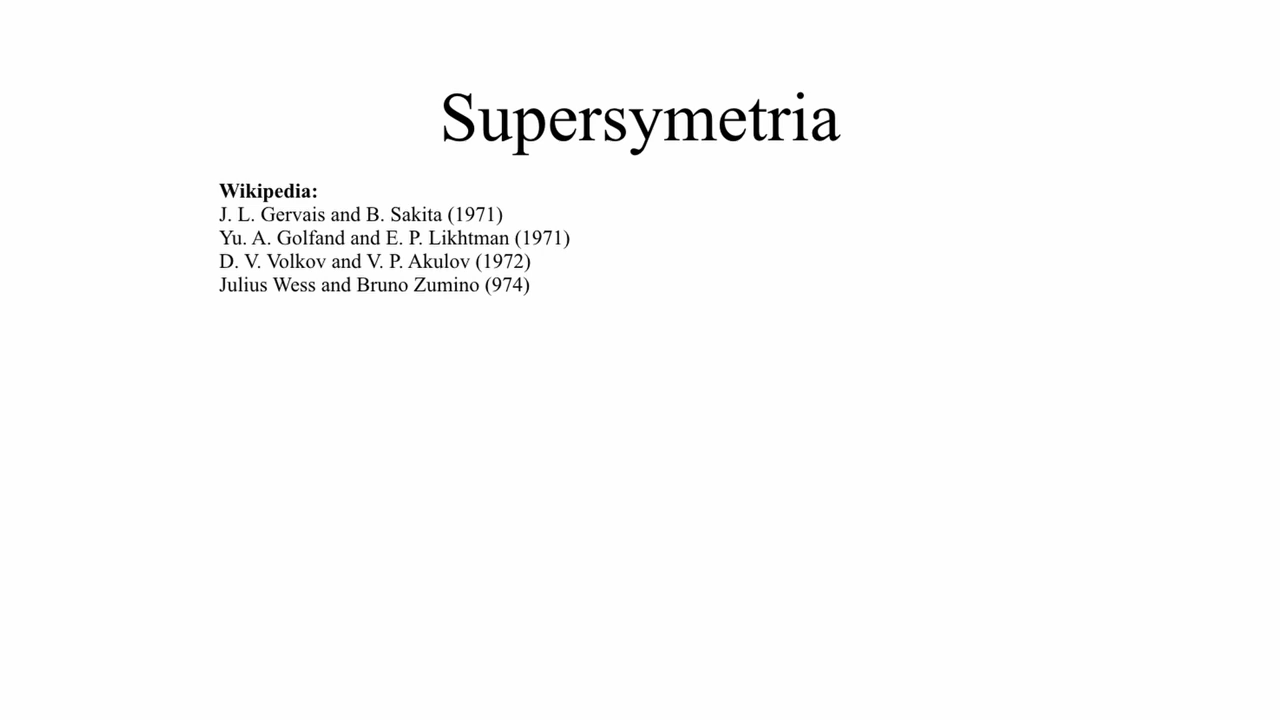 Supersymetria
Wikipedia:
J. L. Gervais and B. Sakita (1971)
Yu. A. Golfand and E. P. Likhtman (1971)
D. V. Volkov and V. P. Akulov (1972)
Julius Wess and Bruno Zumino (974)